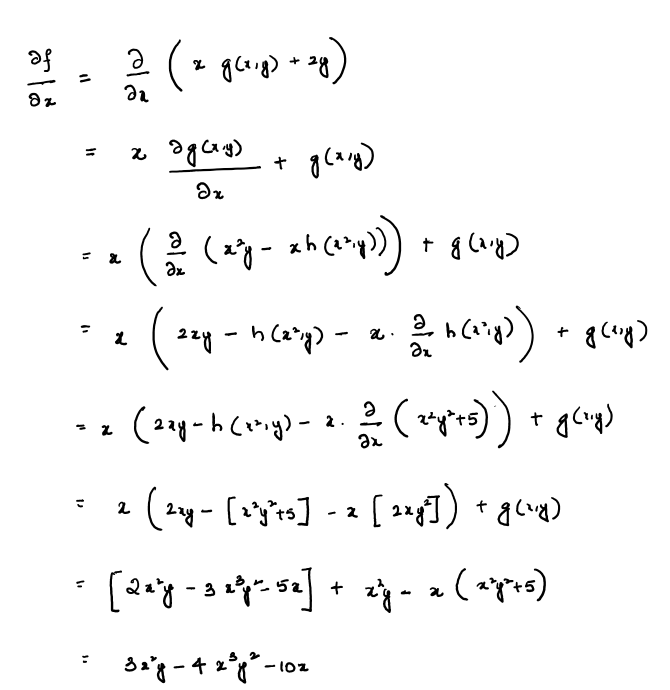 ∂f/∂x = ∂/∂x ( x g(x,y) + 2y )
= x ∂g(x,y)/∂x + g(x,y)
= x ( ∂/∂x (x²y - xh(x²,y)) ) + g(x,y)
= x ( 2xy - h(x²,y) - x · ∂/∂x h(x²,y) ) + g(x,y)
= x ( 2xy - h(x²,y) - x · ∂/∂x (x²y²+5) ) + g(x,y)
= x ( 2xy - [x²y²+5] - x [2xy²] ) + g(x,y)
= [2x²y - 3x³y² - 5x] + x²y - x (x²y²+5)
= 3x²y - 4x³y² - 10x